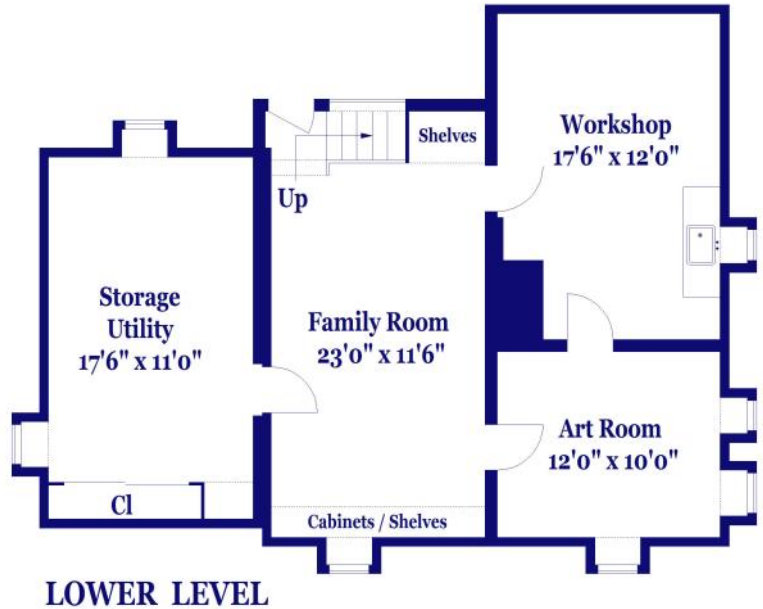 Shelves
Workshop
17'6" x 12'0"
Up
Storage
Utility
17'6" x 11'0"
Family Room
23'0" x 11'6"
Art Room
12'0" x 10'0"
Cl
Cabinets / Shelves
LOWER LEVEL